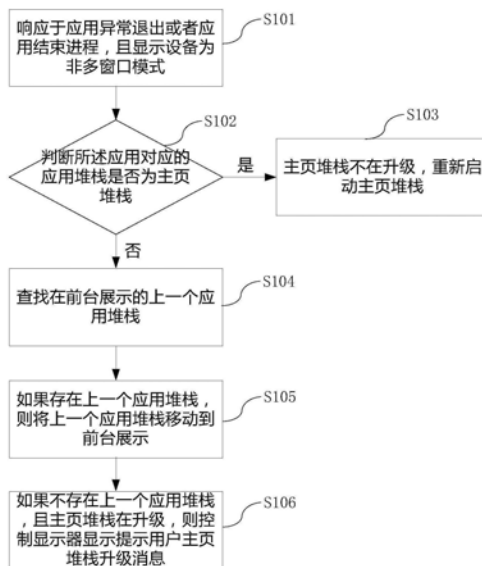 响应于应用异常退出或者应
用结束进程，且显示设备为
非多窗口模式
S101
S102
判断所述应用对应的
应用堆栈是否为主页
堆栈
是
S103
主页堆栈不在升级，重新启
动主页堆栈
否
查找在前台展示的上一个应
用堆栈
S104
如果存在上一个应用堆栈，
则将上一个应用堆栈移动到
前台展示
S105
如果不存在上一个应用堆栈
，且主页堆栈在升级，则控
制显示器显示提示用户主页
堆栈升级消息
S106